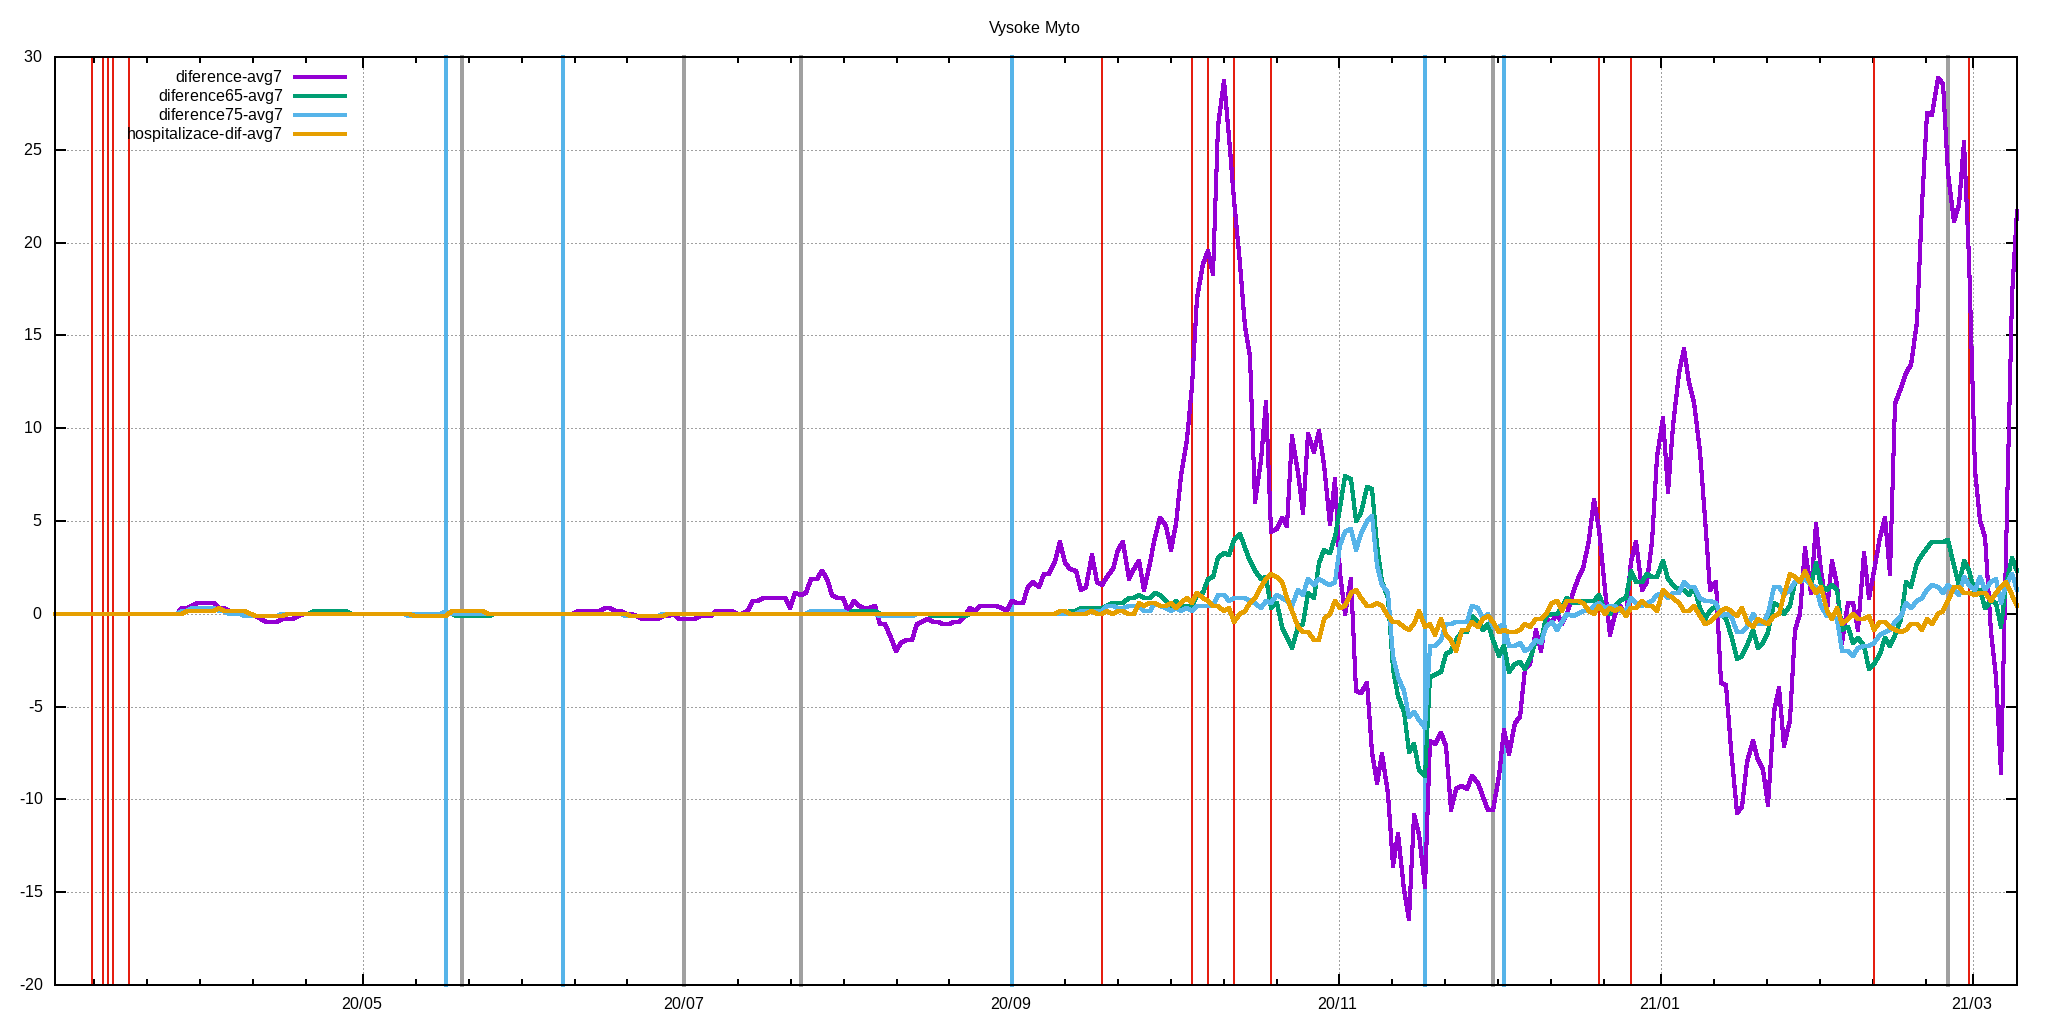 Vysoke Myto
30
diference-avg7
diference65-avg7
diference75-avg7
hospitalizace-dif-avg7
25
20
15
10
5
0
-5
-10
-15
-20
20/05 20/07 20/09 20/11 21/01 21/03